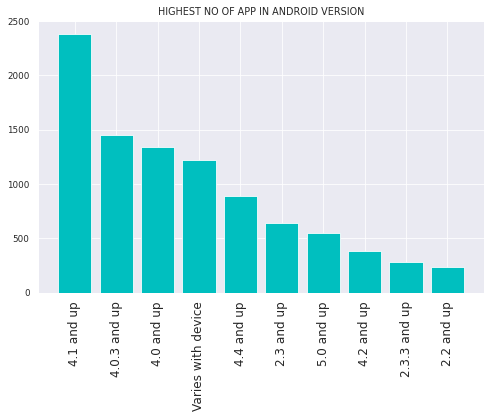 HIGHEST NO OF APP IN ANDROID VERSION
2500
2000
1500
1000
500
0
4.1 and up
4.0.3 and up
4.0 and up
Varies with device
4.4 and up
2.3 and up
5.0 and up
4.2 and up
2.3.3 and up
2.2 and up